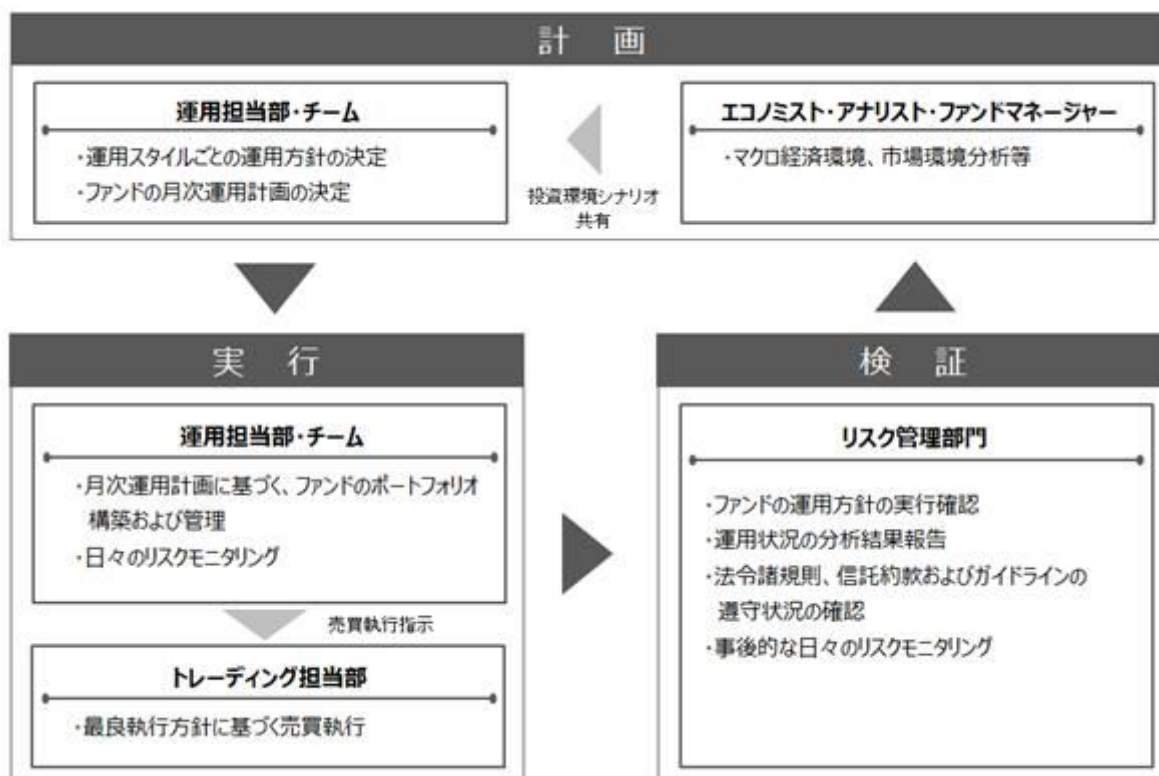 計　画
運用担当部・チーム
・運用スタイルごとの運用方針の決定
・ファンドの月次運用計画の決定
投資環境シナリオ
共有
エコノミスト・アナリスト・ファンドマネージャー
・マクロ経済環境、市場環境分析等
実　行
運用担当部・チーム
・月次運用計画に基づく、ファンドのポートフォリオ
構築および管理
・日々のリスクモニタリング
売買執行指示
トレーディング担当部
・最良執行方針に基づく売買執行
検　証
リスク管理部門
・ファンドの運用方針の実行確認
・運用状況の分析結果報告
・法令諸規則、信託約款およびガイドラインの
遵守状況の確認
・事後的な日々のリスクモニタリング